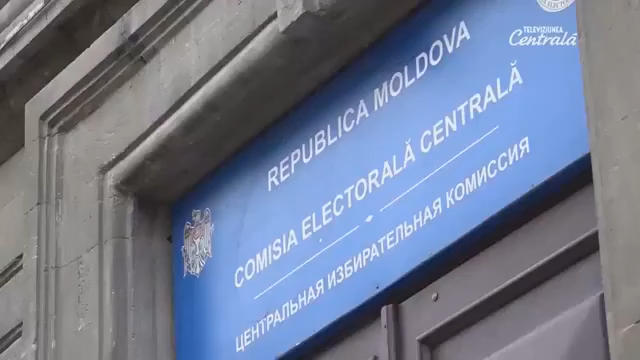 TELEVIZIUNEA
Centrală
REPUBLICA MOLDOVA
COMISIA ELECTORALĂ CENTRALĂ
ЦЕНТРАЛЬНАЯ ИЗБИРАТЕЛЬНАЯ КОМИССИЯ